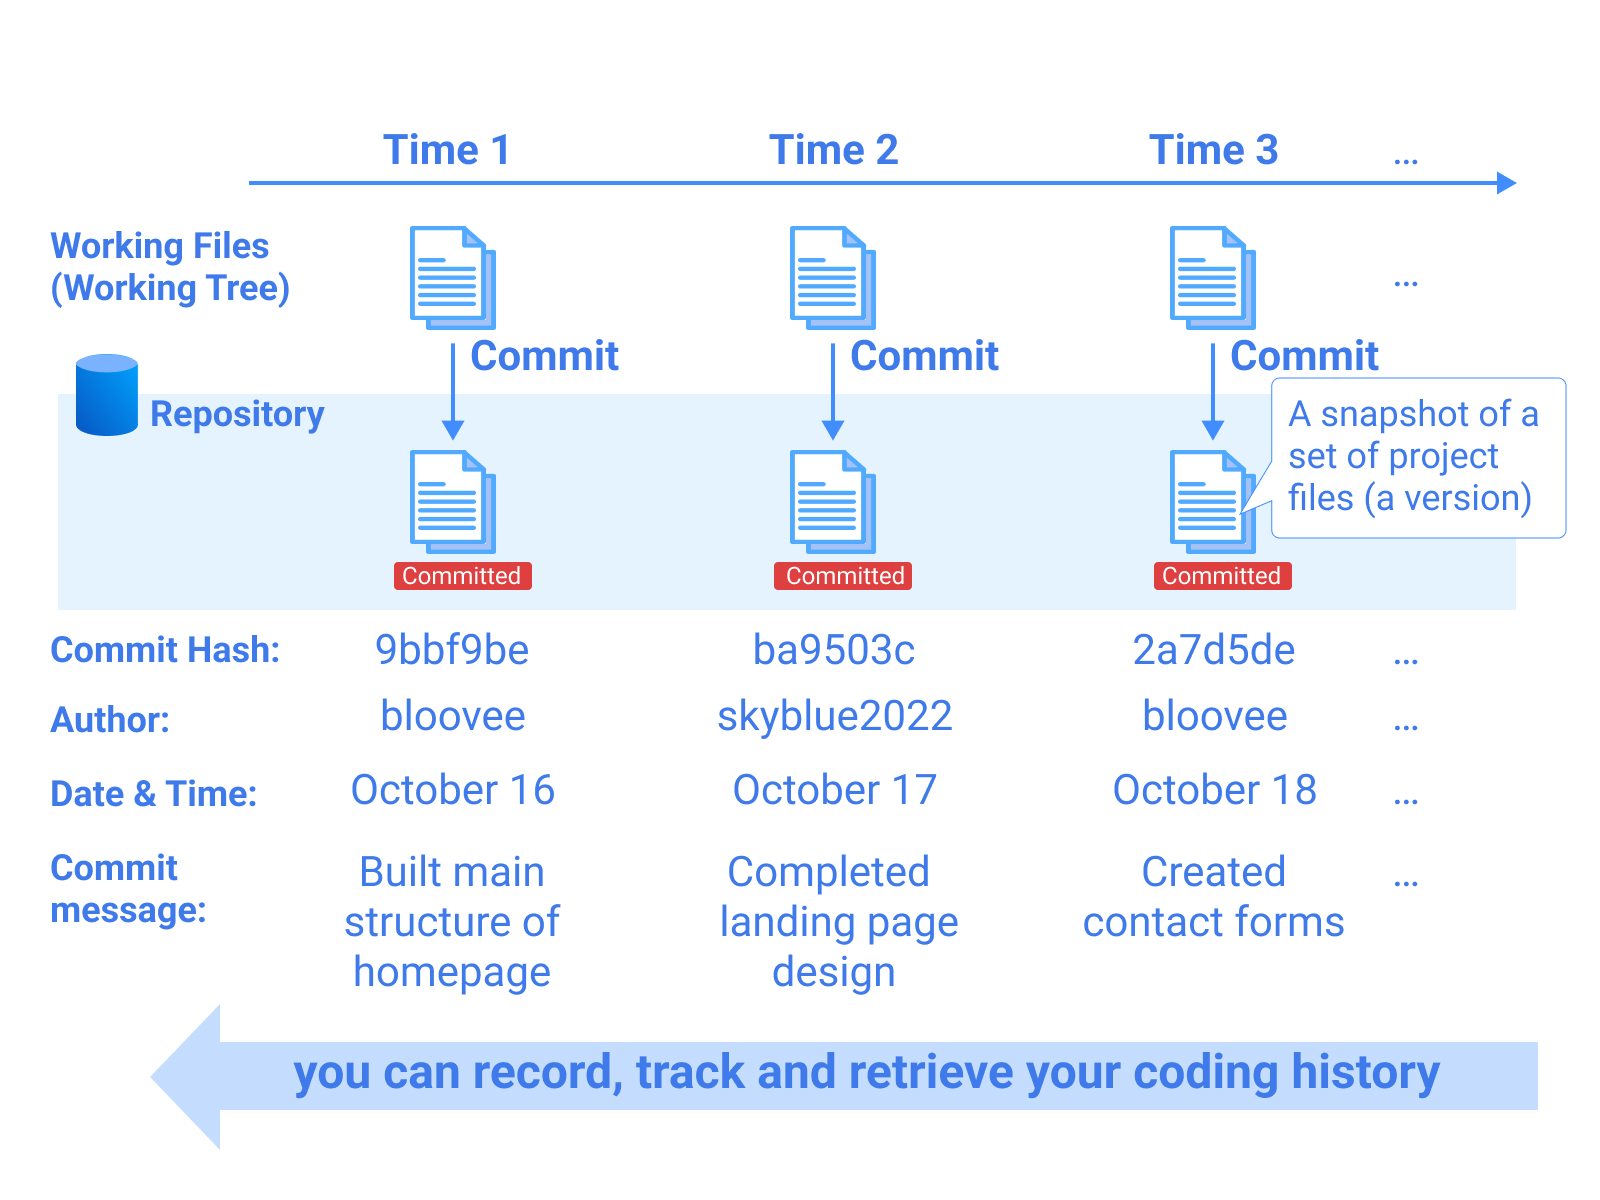 Time 1 Time 2 Time 3 ...
Working Files
(Working Tree) ...
Commit Commit Commit
Repository
A snapshot of a
set of project
files (a version)
Committed Committed Committed
Commit Hash: 9bbf9be ba9503c 2a7d5de ...
Author: bloovee skyblue2022 bloovee ...
Date & Time: October 16 October 17 October 18 ...
Commit
message:
Built main
structure of
homepage
Completed
landing page
design
Created
contact forms
...
you can record, track and retrieve your coding history